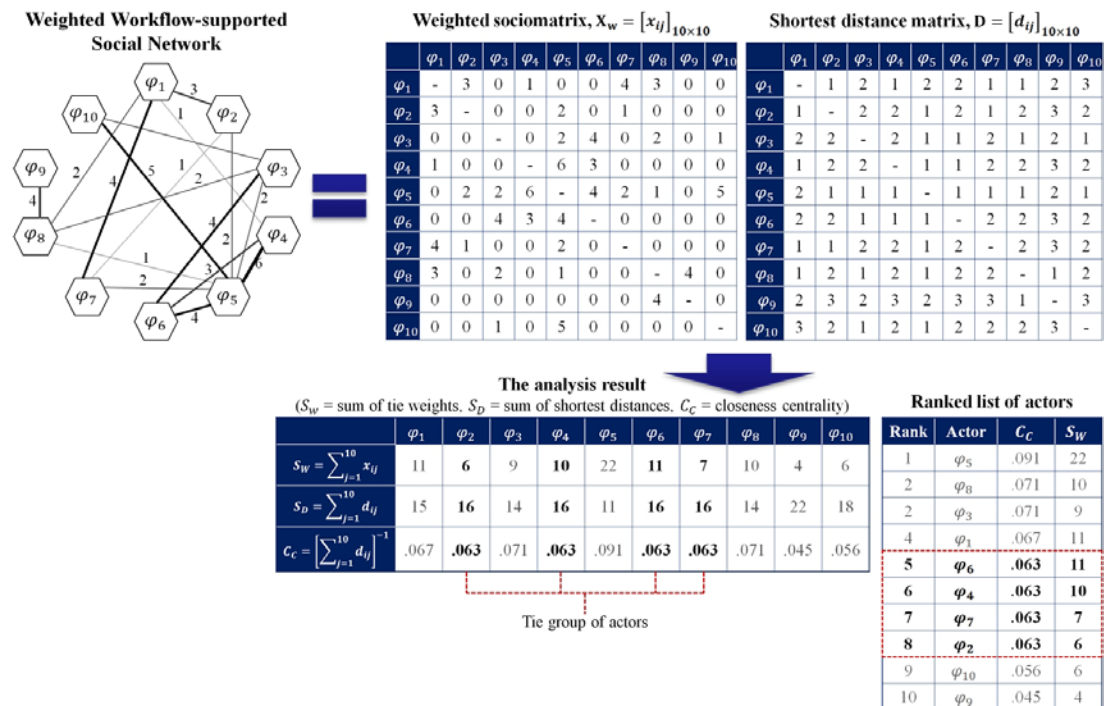 Weighted Workflow-supported
Social Network
φ1
φ10
φ2
φ9
φ3
φ8
φ4
φ7
φ5
φ6
3
1
5
1
2
4
2
2
4
4
2
1
2
3
6
4
Weighted sociomatrix, X_w = [x_ij]_10×10
φ1 φ2 φ3 φ4 φ5 φ6 φ7 φ8 φ9 φ10
φ1 - 3 0 1 0 0 4 3 0 0
φ2 3 - 0 0 2 0 1 0 0 0
φ3 0 0 - 0 2 4 0 2 0 1
φ4 1 0 0 - 6 3 0 0 0 0
φ5 0 2 2 6 - 4 2 1 0 5
φ6 0 0 4 3 4 - 0 0 0 0
φ7 4 1 0 0 2 0 - 0 0 0
φ8 3 0 2 0 1 0 0 - 4 0
φ9 0 0 0 0 0 0 0 4 - 0
φ10 0 0 1 0 5 0 0 0 0 -
Shortest distance matrix, D = [d_ij]_10×10
φ1 φ2 φ3 φ4 φ5 φ6 φ7 φ8 φ9 φ10
φ1 - 1 2 1 2 2 1 1 2 3
φ2 1 - 2 2 1 2 1 2 3 2
φ3 2 2 - 2 1 1 2 1 2 1
φ4 1 2 2 - 1 1 2 2 3 2
φ5 2 1 1 1 - 1 1 1 2 1
φ6 2 2 1 1 1 - 2 2 3 2
φ7 1 1 2 2 1 2 - 2 3 2
φ8 1 2 1 2 1 2 2 - 1 2
φ9 2 3 2 3 2 3 3 1 - 3
φ10 3 2 1 2 1 2 2 2 3 -
The analysis result
(S_W = sum of tie weights, S_D = sum of shortest distances, C_C = closeness centrality)
φ1 φ2 φ3 φ4 φ5 φ6 φ7 φ8 φ9 φ10
S_W = ∑_{j=1}^{10} x_ij 11 6 9 10 22 11 7 10 4 6
S_D = ∑_{j=1}^{10} d_ij 15 16 14 16 11 16 16 14 22 18
C_C = [∑_{j=1}^{10} d_ij]^{-1} .067 .063 .071 .063 .091 .063 .063 .071 .045 .056
Tie group of actors
Ranked list of actors
Rank Actor C_C S_W
1 φ5 .091 22
2 φ8 .071 10
2 φ3 .071 9
4 φ1 .067 11
5 φ6 .063 11
6 φ4 .063 10
7 φ7 .063 7
8 φ2 .063 6
9 φ10 .056 6
10 φ9 .045 4